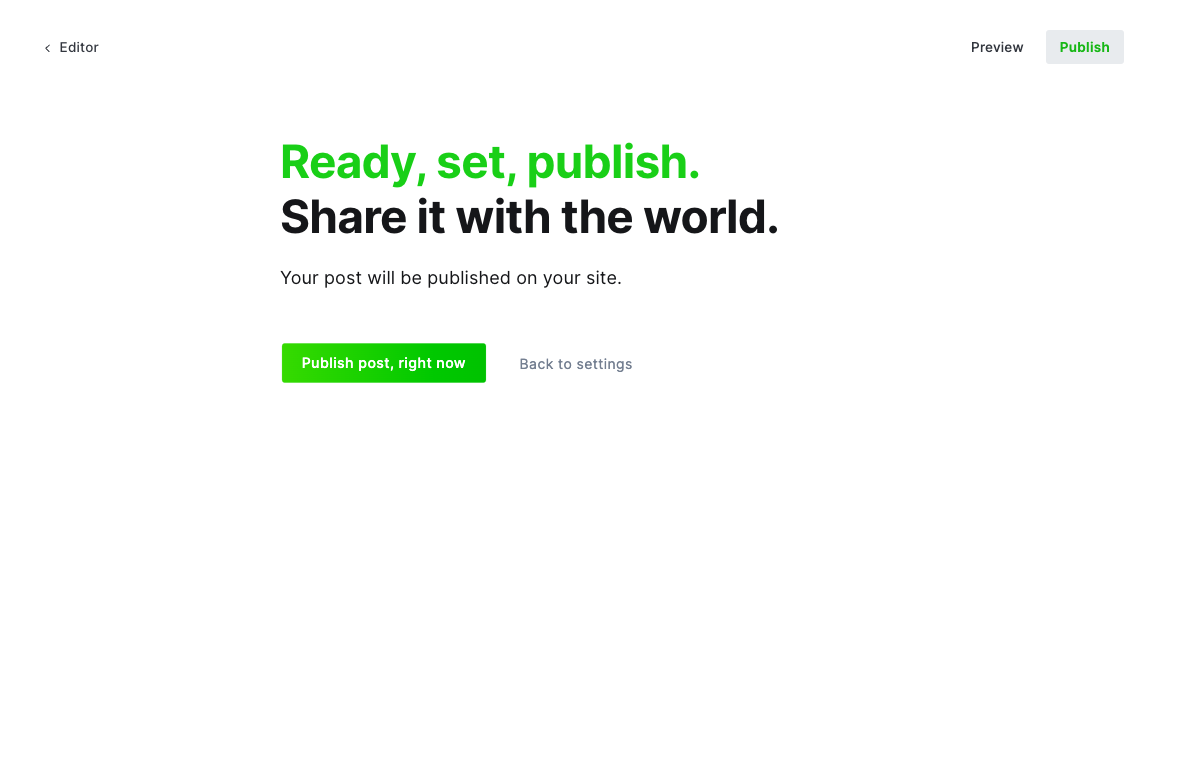 Editor
Preview
Publish
Ready, set, publish.
Share it with the world.
Your post will be published on your site.
Publish post, right now
Back to settings